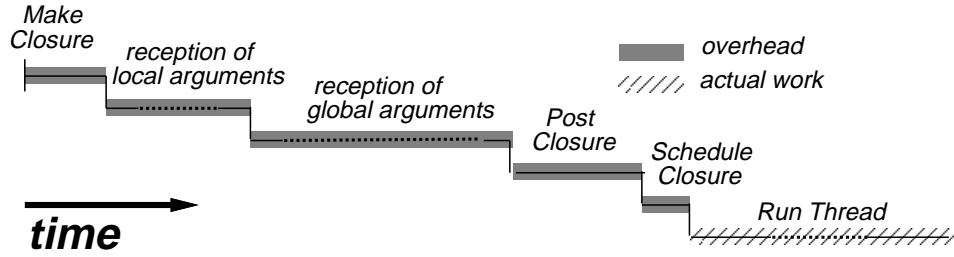 Make
Closure
reception of
local arguments
reception of
global arguments
Post
Closure
Schedule
Closure
Run Thread
overhead
actual work
time